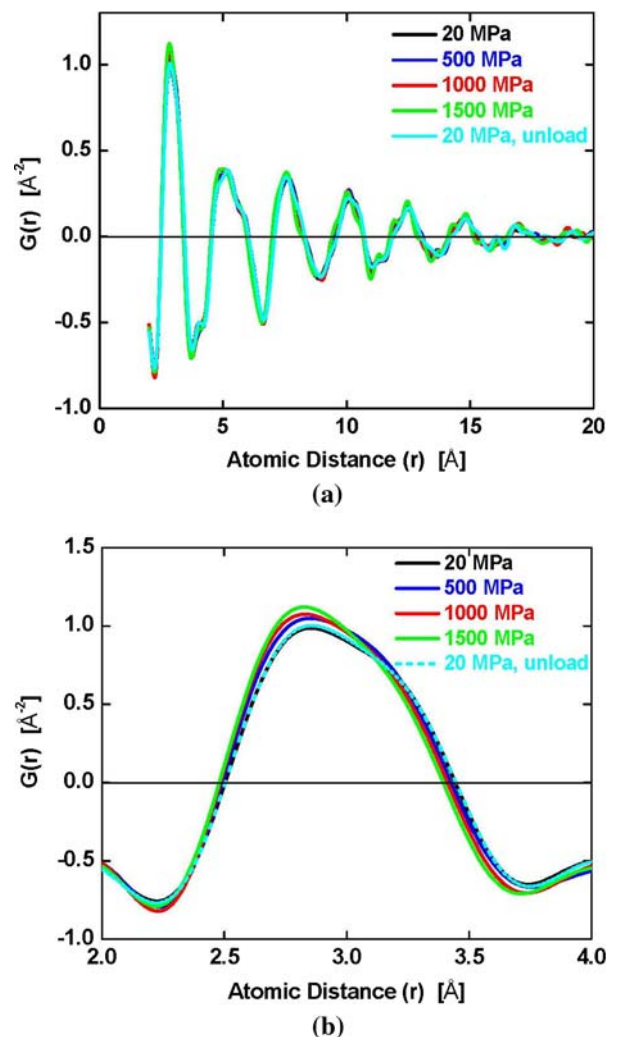 20 MPa
500 MPa
1000 MPa
1500 MPa
20 MPa, unload
1.0
0.5
0.0
-0.5
-1.0
G(r) [Å⁻²]
0 5 10 15 20
Atomic Distance (r) [Å]
(a)
1.5
1.0
0.5
0.0
-0.5
-1.0
G(r) [Å⁻²]
20 MPa
500 MPa
1000 MPa
1500 MPa
20 MPa, unload
2.0 2.5 3.0 3.5 4.0
Atomic Distance (r) [Å]
(b)